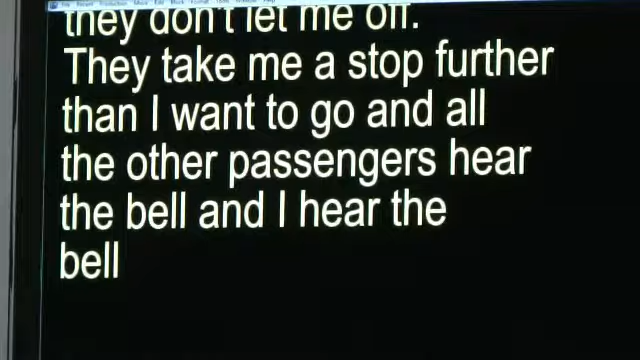 they don't let me off.
They take me a stop further
than I want to go and all
the other passengers hear
the bell and I hear the
bell